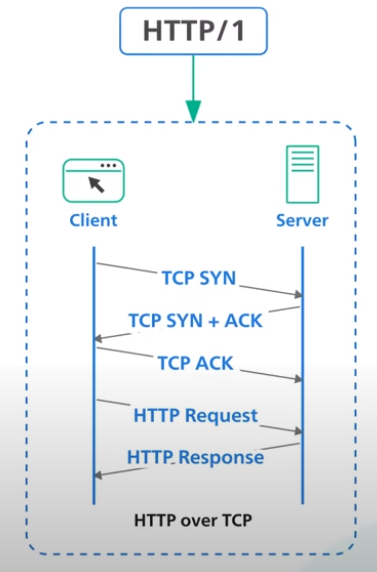 HTTP/1
Client
Server
TCP SYN
TCP SYN + ACK
TCP ACK
HTTP Request
HTTP Response
HTTP over TCP